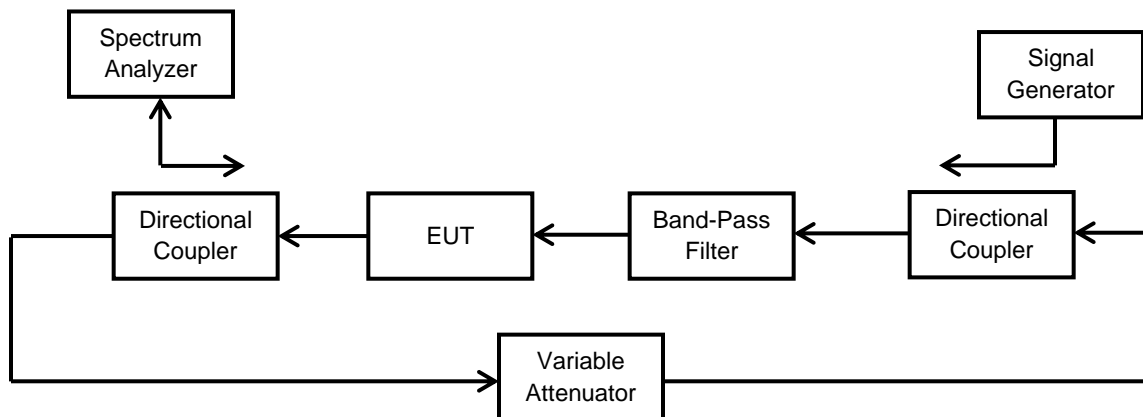 Spectrum
Analyzer
Signal
Generator
Directional
Coupler
EUT
Band-Pass
Filter
Directional
Coupler
Variable
Attenuator